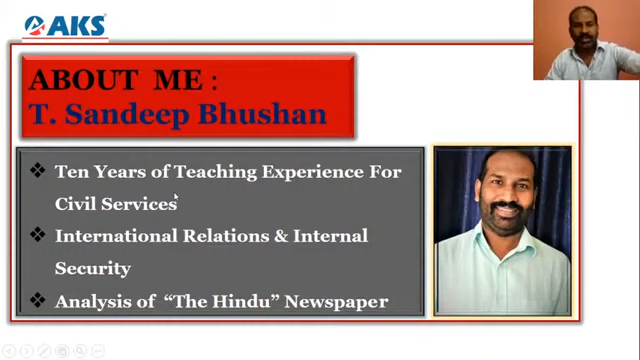 AKS
ABOUT ME :
T. Sandeep Bhushan
❖ Ten Years of Teaching Experience For
Civil Services
❖ International Relations & Internal
Security
❖ Analysis of “The Hindu” Newspaper